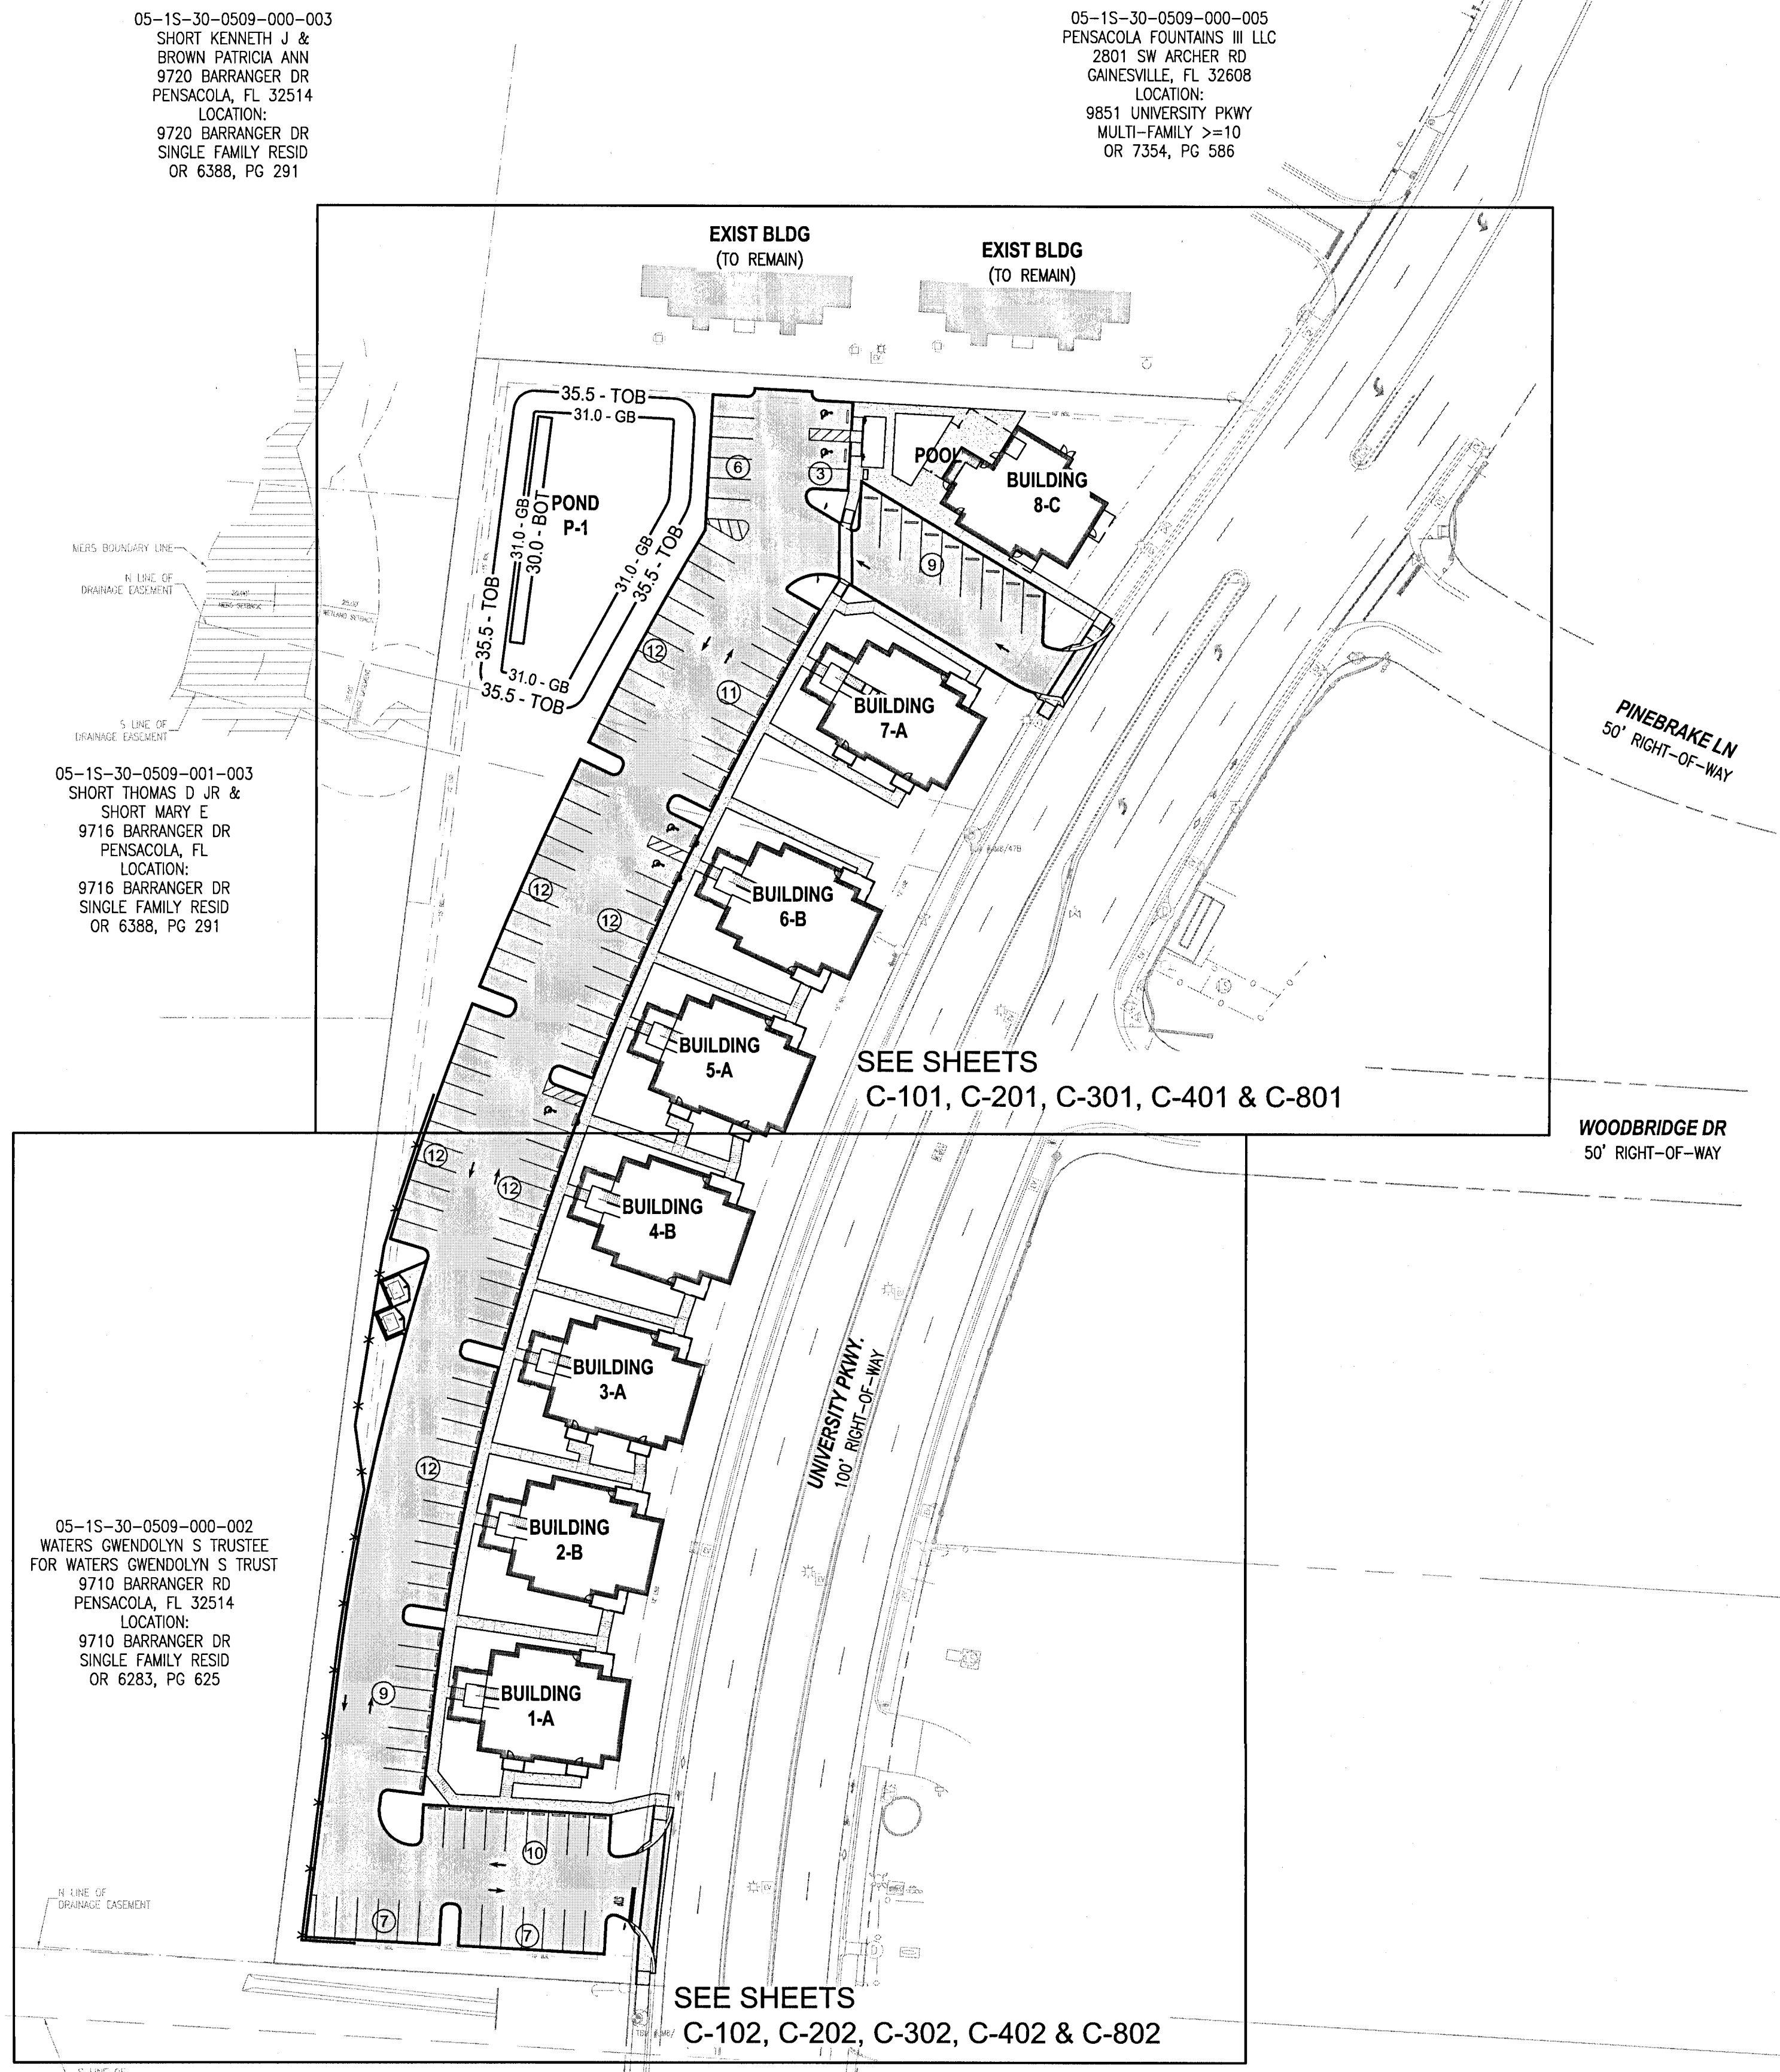 05-1S-30-0509-000-003
SHORT KENNETH J &
BROWN PATRICIA ANN
9720 BARRANGER DR
PENSACOLA, FL 32514
LOCATION:
9720 BARRANGER DR
SINGLE FAMILY RESID
OR 6388, PG 291
05-1S-30-0509-000-005
PENSACOLA FOUNTAINS III LLC
2801 SW ARCHER RD
GAINESVILLE, FL 32608
LOCATION:
9851 UNIVERSITY PKWY
MULTI-FAMILY >=10
OR 7354, PG 586
EXIST BLDG
(TO REMAIN)
EXIST BLDG
(TO REMAIN)
35.5 - TOB
31.0 - GB
POND
P-1
31.0 - GB
30.0 - BOT
35.5 - TOB
31.0 - GB
35.5 - TOB
31.0 - GB
35.5 - TOB
6
3
POOL
BUILDING
8-C
9
MERS BOUNDARY LINE
N LINE OF
DRAINAGE EASEMENT
S LINE OF
DRAINAGE EASEMENT
12
11
BUILDING
7-A
PINEBRAKE LN
50' RIGHT-OF-WAY
05-1S-30-0509-001-003
SHORT THOMAS D JR &
SHORT MARY E
9716 BARRANGER DR
PENSACOLA, FL
LOCATION:
9716 BARRANGER DR
SINGLE FAMILY RESID
OR 6388, PG 291
12
12
BUILDING
6-B
BUILDING
5-A
SEE SHEETS
C-101, C-201, C-301, C-401 & C-801
WOODBRIDGE DR
50' RIGHT-OF-WAY
12
12
BUILDING
4-B
BUILDING
3-A
UNIVERSITY PKWY.
100' RIGHT-OF-WAY
12
BUILDING
2-B
05-1S-30-0509-000-002
WATERS GWENDOLYN S TRUSTEE
FOR WATERS GWENDOLYN S TRUST
9710 BARRANGER RD
PENSACOLA, FL 32514
LOCATION:
9710 BARRANGER DR
SINGLE FAMILY RESID
OR 6283, PG 625
9
BUILDING
1-A
10
7
7
N LINE OF
DRAINAGE EASEMENT
SEE SHEETS
C-102, C-202, C-302, C-402 & C-802
S LINE OF